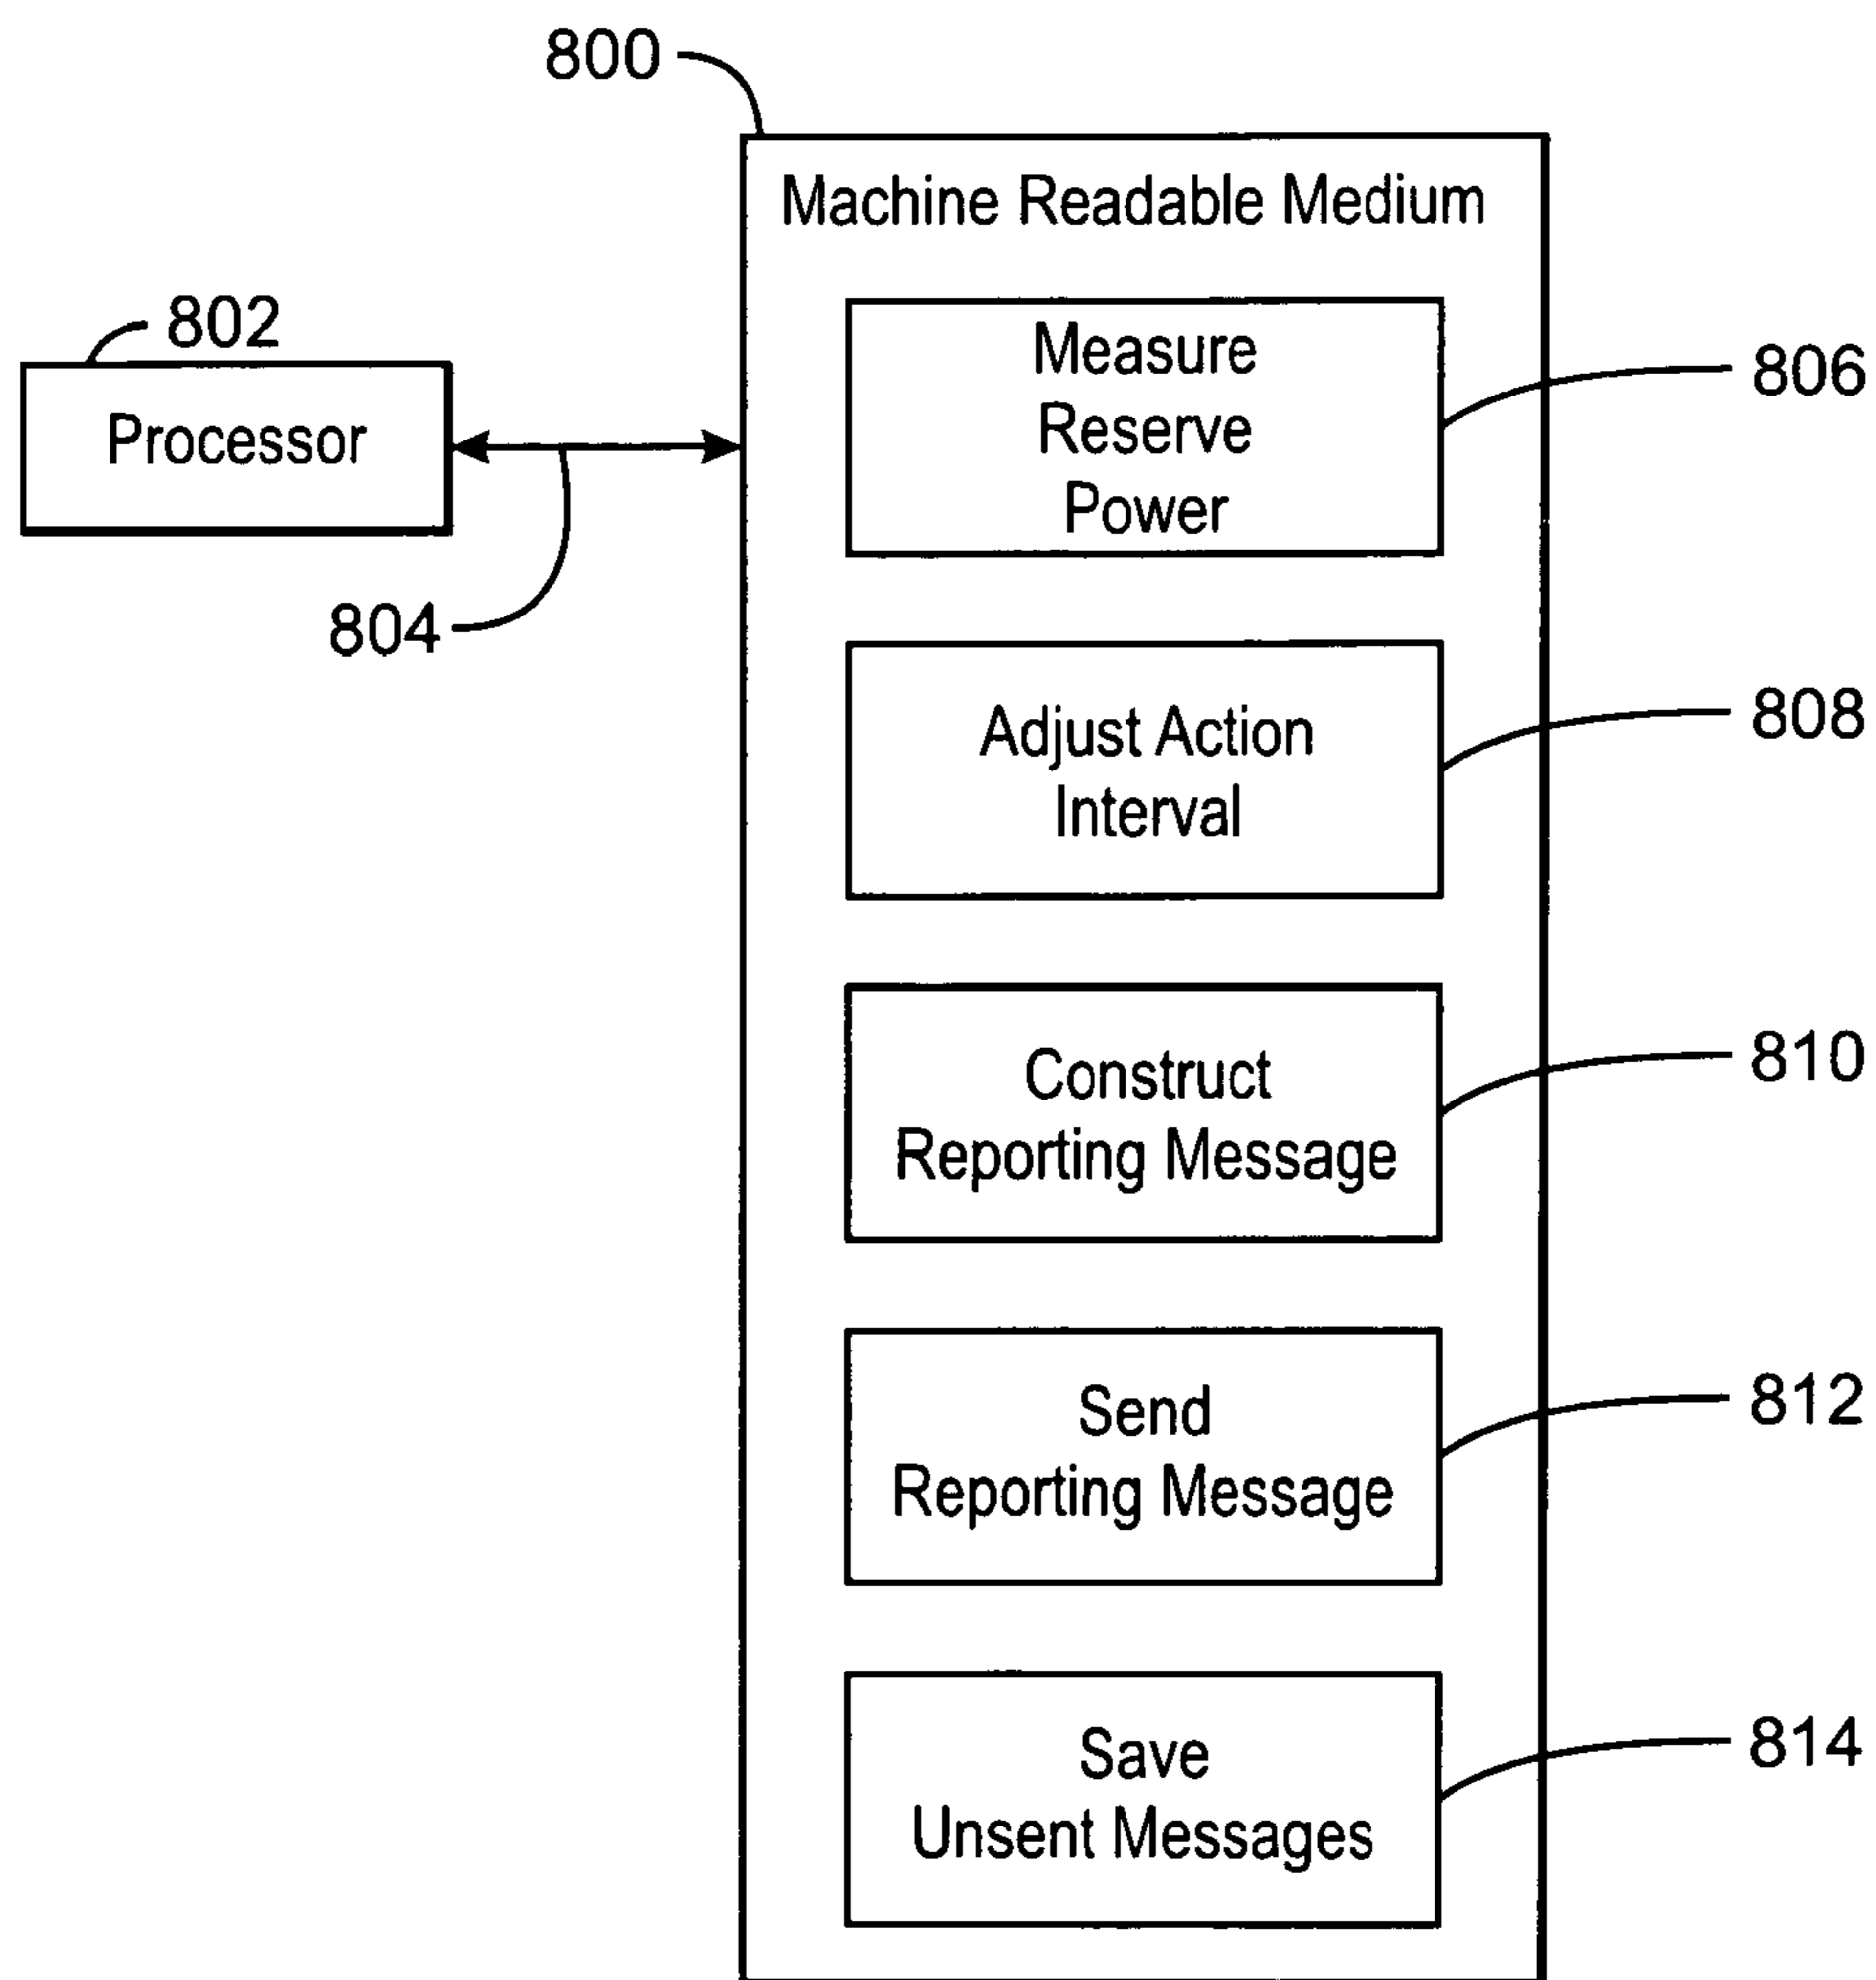 800
Machine Readable Medium
802
Processor
804
Measure
Reserve
Power
806
Adjust Action
Interval
808
Construct
Reporting Message
810
Send
Reporting Message
812
Save
Unsent Messages
814